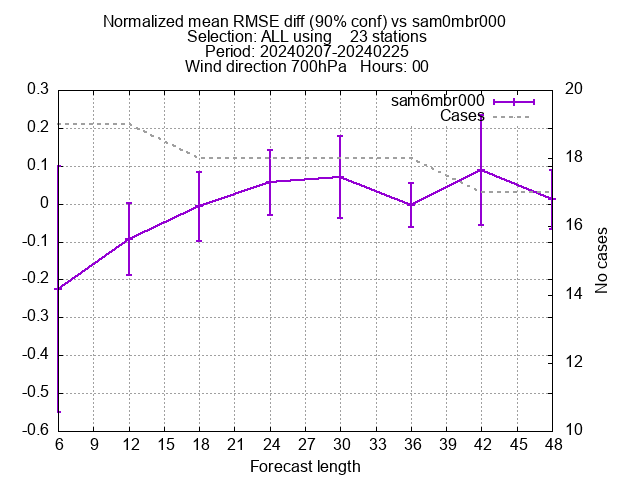 Normalized mean RMSE diff (90% conf) vs sam0mbr000
Selection: ALL using    23 stations
Period: 20240207-20240225
Wind direction 700hPa   Hours: 00
sam6mbr000
Cases
0.3
0.2
0.1
0
-0.1
-0.2
-0.3
-0.4
-0.5
-0.6
20
18
16
14
12
10
No cases
6 9 12 15 18 21 24 27 30 33 36 39 42 45 48
Forecast length